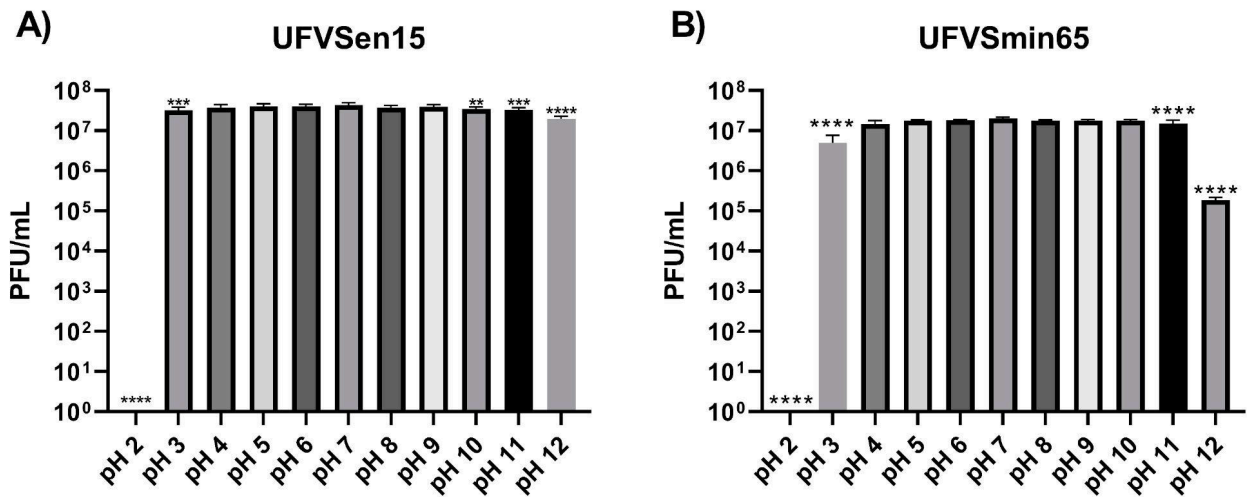 A)
UFVSen15
PFU/mL
10⁸
10⁷
10⁶
10⁵
10⁴
10³
10²
10¹
10⁰
****
***
**
***
****
pH 2
pH 3
pH 4
pH 5
pH 6
pH 7
pH 8
pH 9
pH 10
pH 11
pH 12
B)
UFVSmin65
PFU/mL
10⁸
10⁷
10⁶
10⁵
10⁴
10³
10²
10¹
10⁰
****
****
****
****
pH 2
pH 3
pH 4
pH 5
pH 6
pH 7
pH 8
pH 9
pH 10
pH 11
pH 12